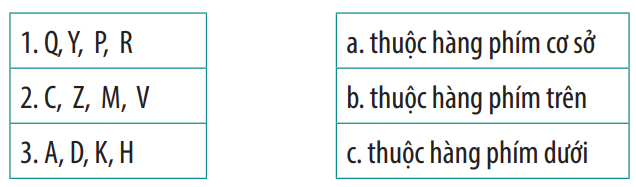 1. Q, Y, P, R
a. thuộc hàng phím cơ sở
2. C, Z, M, V
b. thuộc hàng phím trên
3. A, D, K, H
c. thuộc hàng phím dưới